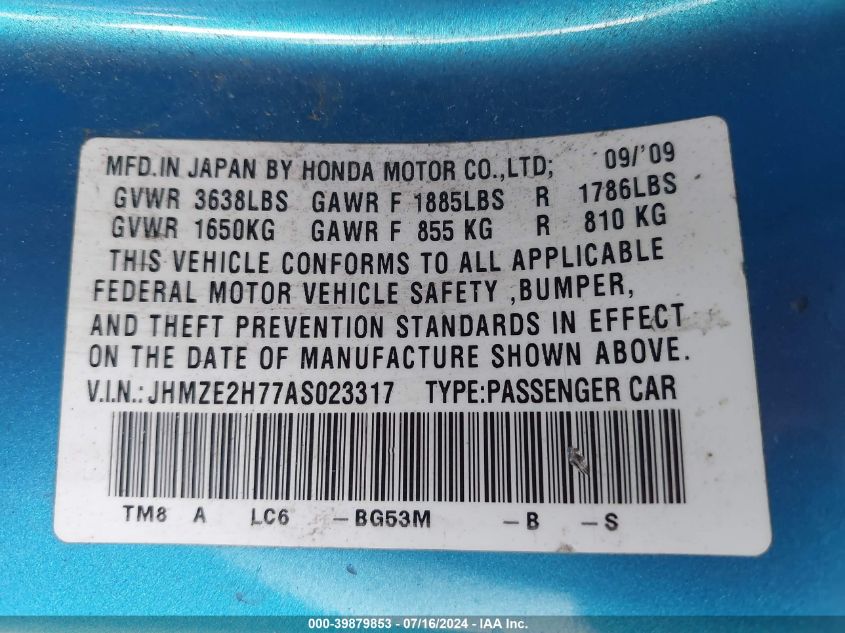 MFD.IN JAPAN BY HONDA MOTOR CO.,LTD; 09/'09
GVWR 3638LBS GAWR F 1885LBS R 1786LBS
GVWR 1650KG GAWR F 855 KG R 810 KG
THIS VEHICLE CONFORMS TO ALL APPLICABLE
FEDERAL MOTOR VEHICLE SAFETY ,BUMPER,
AND THEFT PREVENTION STANDARDS IN EFFECT
ON THE DATE OF MANUFACTURE SHOWN ABOVE.
V.I.N.:JHMZE2H77AS023317 TYPE:PASSENGER CAR
TM8 A LC6 -BG53M -B -S
000-39879853 - 07/16/2024 - IAA Inc.